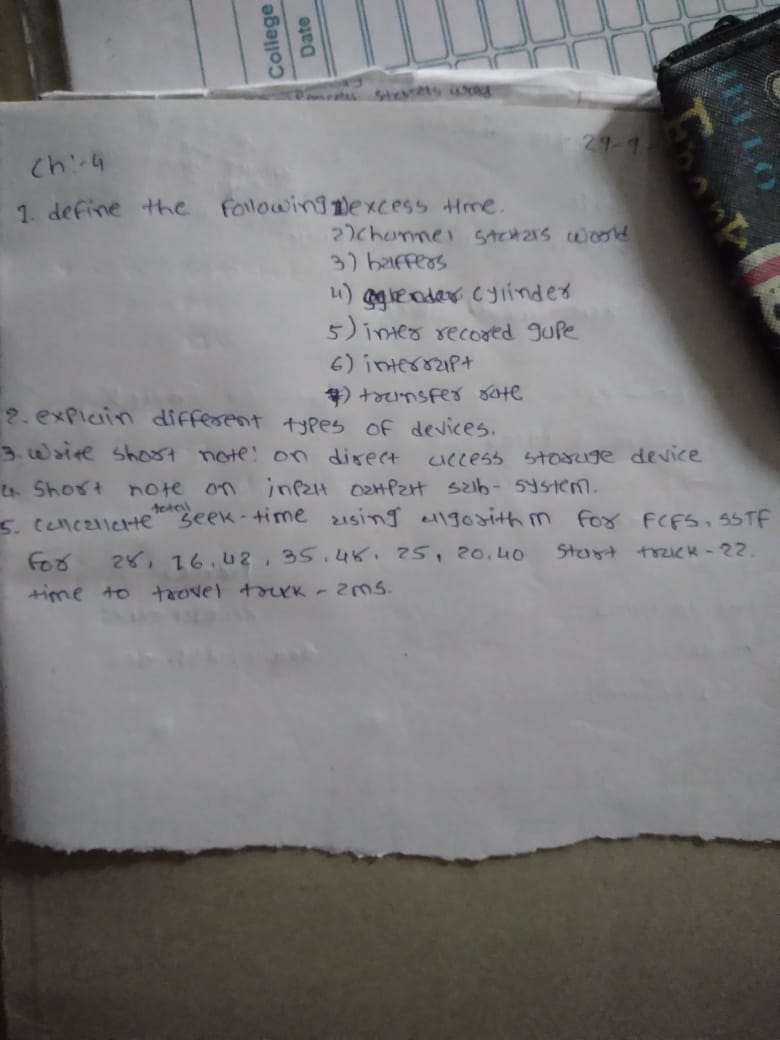 College
Date
29-9-
ch:-4
1. define the following 1) excess time.
2) channel status woord
3) buffers
4) cylinder
5) inter recored gupe
6) interrupt
7) transfer rate
2. explain different types of devices.
3. write short note: on direct access storage device
4. short note on input output sub-system.
5. total seek-time using algorithm for FCFS, SSTF
for 28, 16, 42, 35, 48, 25, 20, 40 start track - 22.
time to travel track - 2ms.